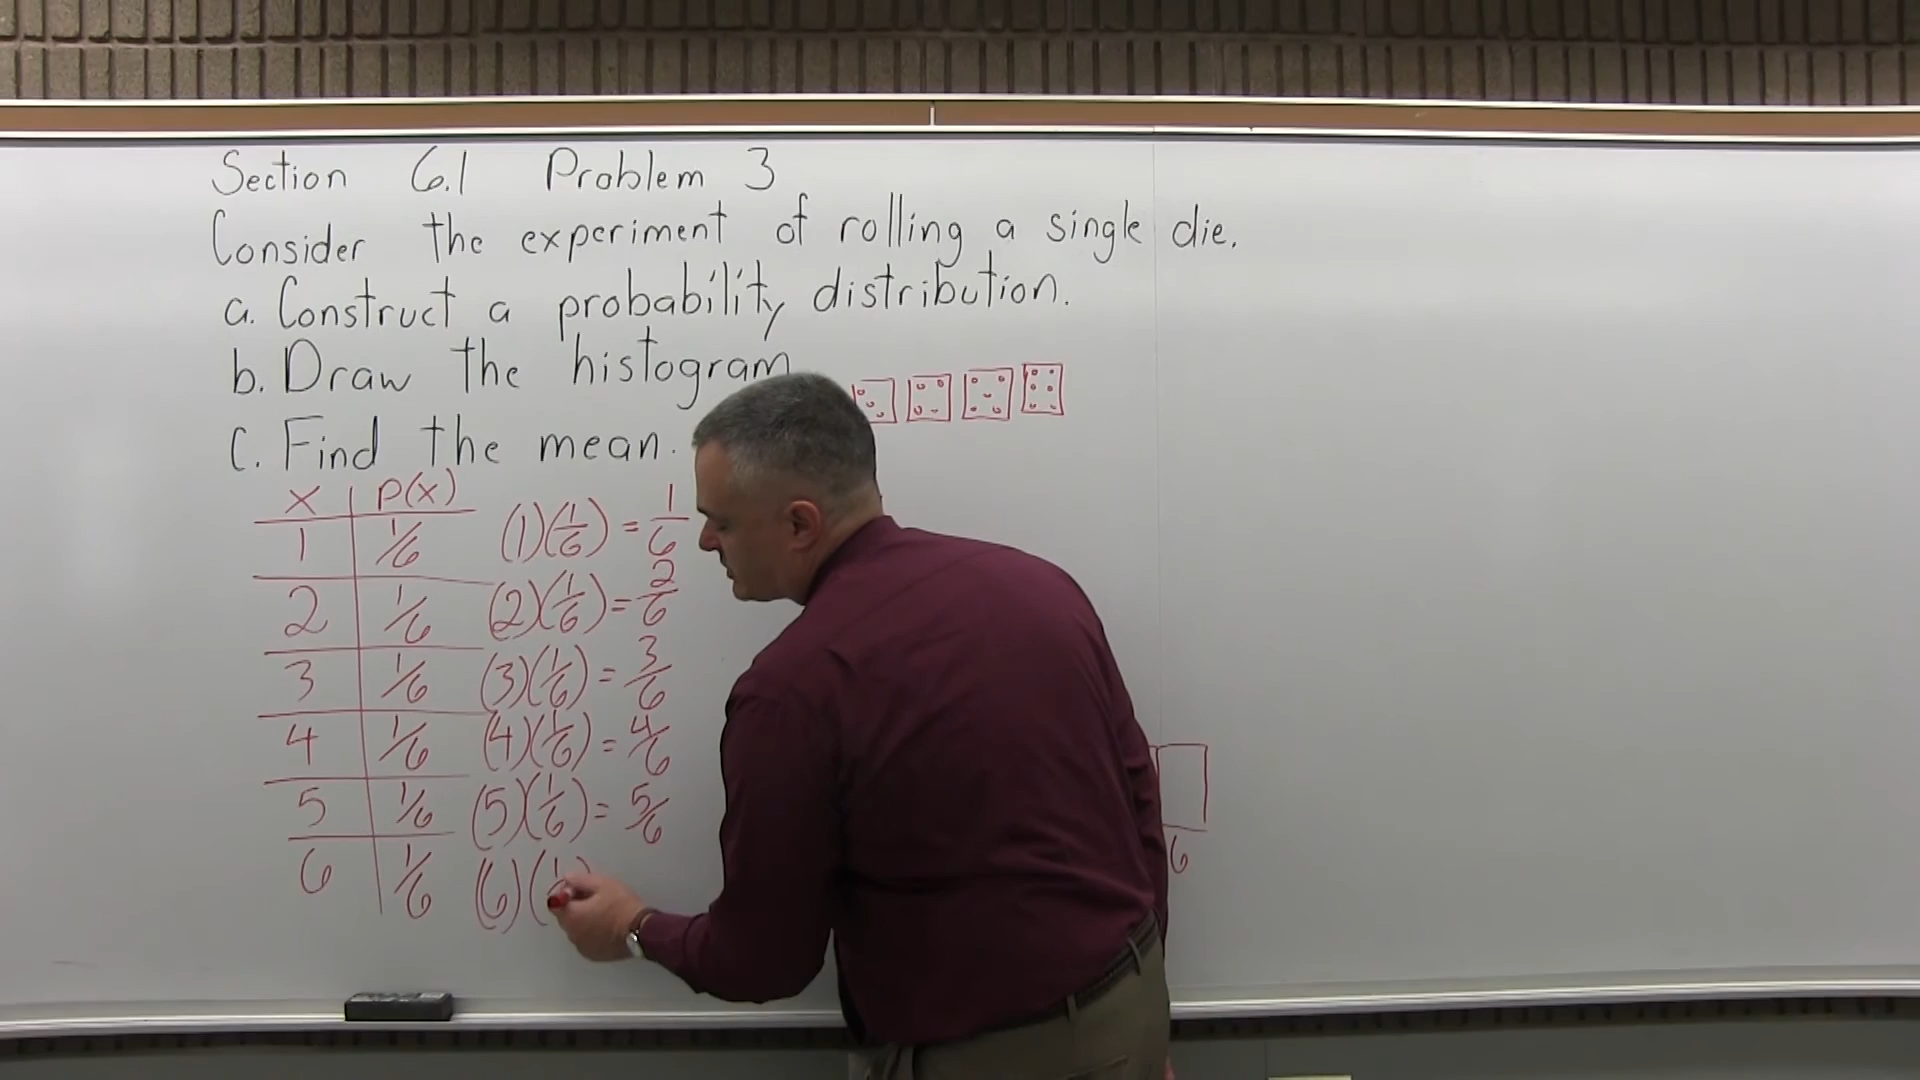 Section 6.1 Problem 3
Consider the experiment of rolling a single die.
a. Construct a probability distribution.
b. Draw the histogram
c. Find the mean.
x P(x)
1 1/6 (1)(1/6) = 1/6
2 1/6 (2)(1/6) = 2/6
3 1/6 (3)(1/6) = 3/6
4 1/6 (4)(1/6) = 4/6
5 1/6 (5)(1/6) = 5/6
6 1/6 (6)(1
6